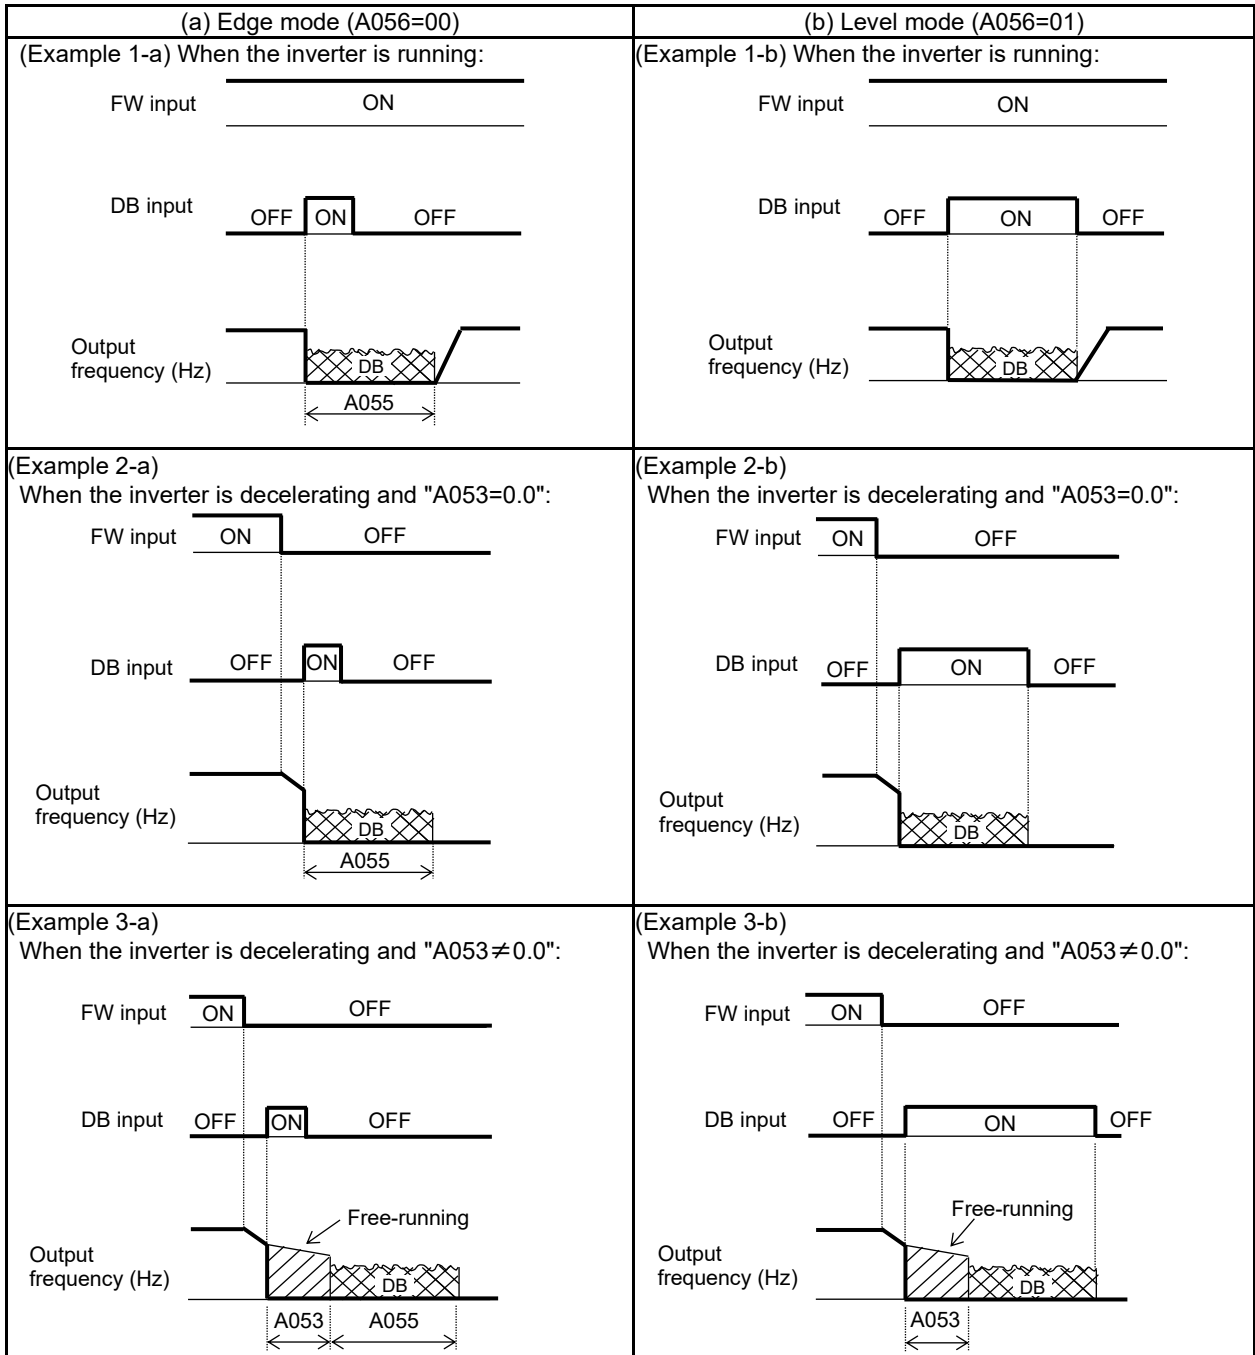 (a) Edge mode (A056=00)
(b) Level mode (A056=01)
(Example 1-a) When the inverter is running:
FW input
ON
DB input
OFF ON OFF
Output
frequency (Hz)
DB
A055
(Example 1-b) When the inverter is running:
FW input
ON
DB input
OFF ON OFF
Output
frequency (Hz)
DB
(Example 2-a)
When the inverter is decelerating and "A053=0.0":
FW input ON OFF
DB input OFF ON OFF
Output
frequency (Hz)
DB
A055
(Example 2-b)
When the inverter is decelerating and "A053=0.0":
FW input ON OFF
DB input OFF ON OFF
Output
frequency (Hz)
DB
(Example 3-a)
When the inverter is decelerating and "A053≠0.0":
FW input ON OFF
DB input OFF ON OFF
Free-running
Output
frequency (Hz)
DB
A053 A055
(Example 3-b)
When the inverter is decelerating and "A053≠0.0":
FW input ON OFF
DB input OFF ON OFF
Free-running
Output
frequency (Hz)
DB
A053